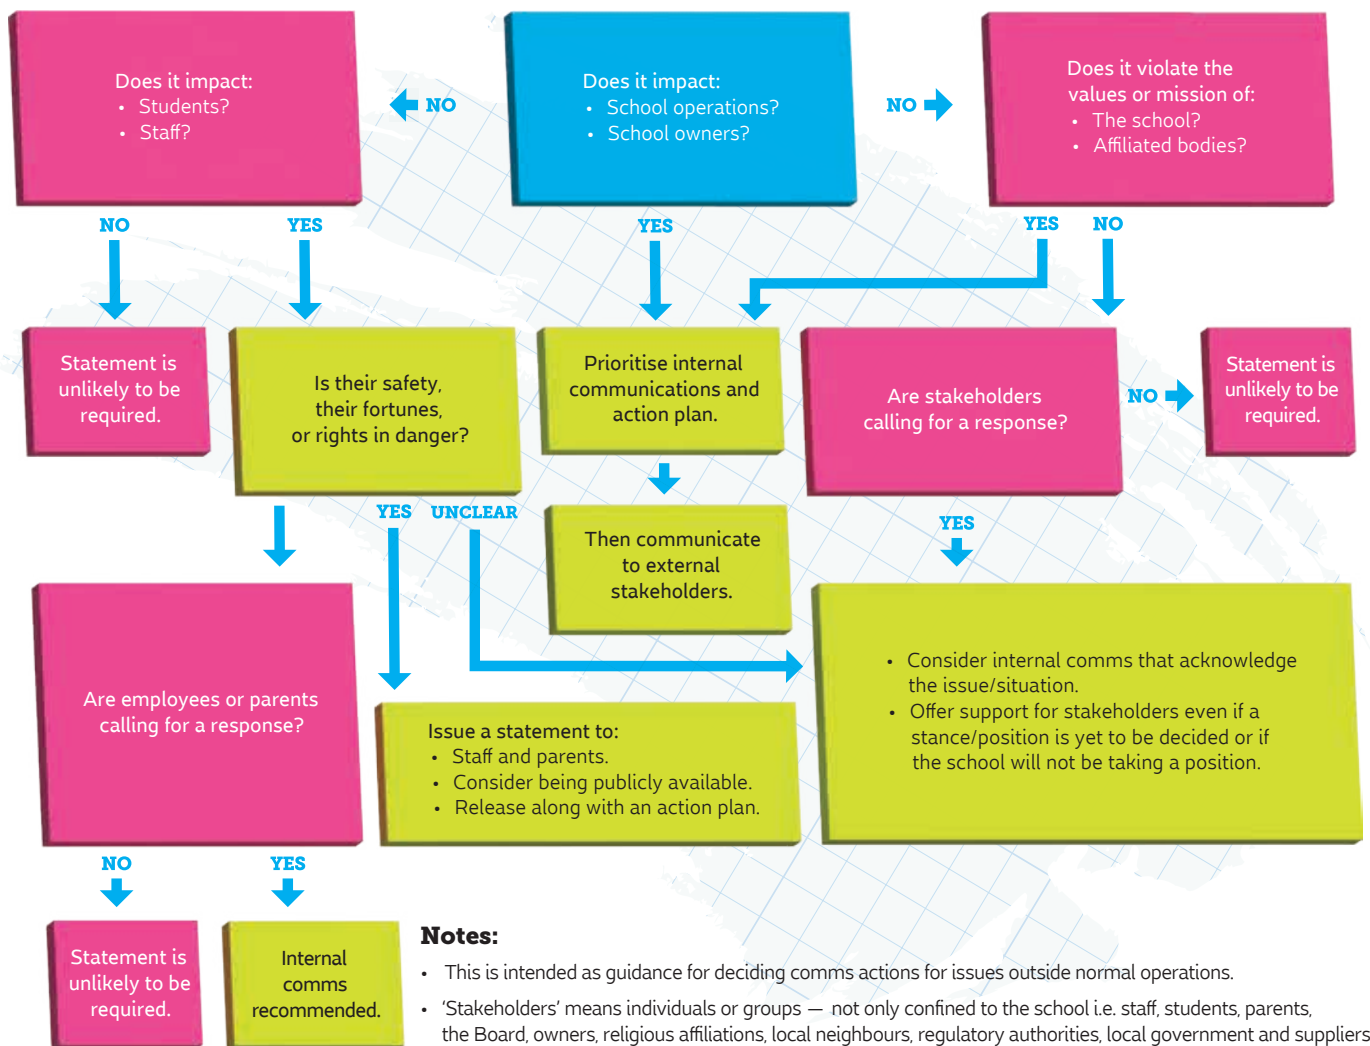 Does it impact:
• Students?
• Staff?
NO
Does it impact:
• School operations?
• School owners?
NO
Does it violate the
values or mission of:
• The school?
• Affiliated bodies?
NO
YES
YES
YES
NO
Statement is
unlikely to be
required.
Is their safety,
their fortunes,
or rights in danger?
Prioritise internal
communications and
action plan.
Are stakeholders
calling for a response?
NO
Statement is
unlikely to be
required.
YES
UNCLEAR
Then communicate
to external
stakeholders.
YES
Are employees or parents
calling for a response?
Issue a statement to:
• Staff and parents.
• Consider being publicly available.
• Release along with an action plan.
• Consider internal comms that acknowledge
the issue/situation.
• Offer support for stakeholders even if a
stance/position is yet to be decided or if
the school will not be taking a position.
NO
YES
Statement is
unlikely to be
required.
Internal
comms
recommended.
Notes:
• This is intended as guidance for deciding comms actions for issues outside normal operations.
• ‘Stakeholders’ means individuals or groups — not only confined to the school i.e. staff, students, parents,
the Board, owners, religious affiliations, local neighbours, regulatory authorities, local government and suppliers